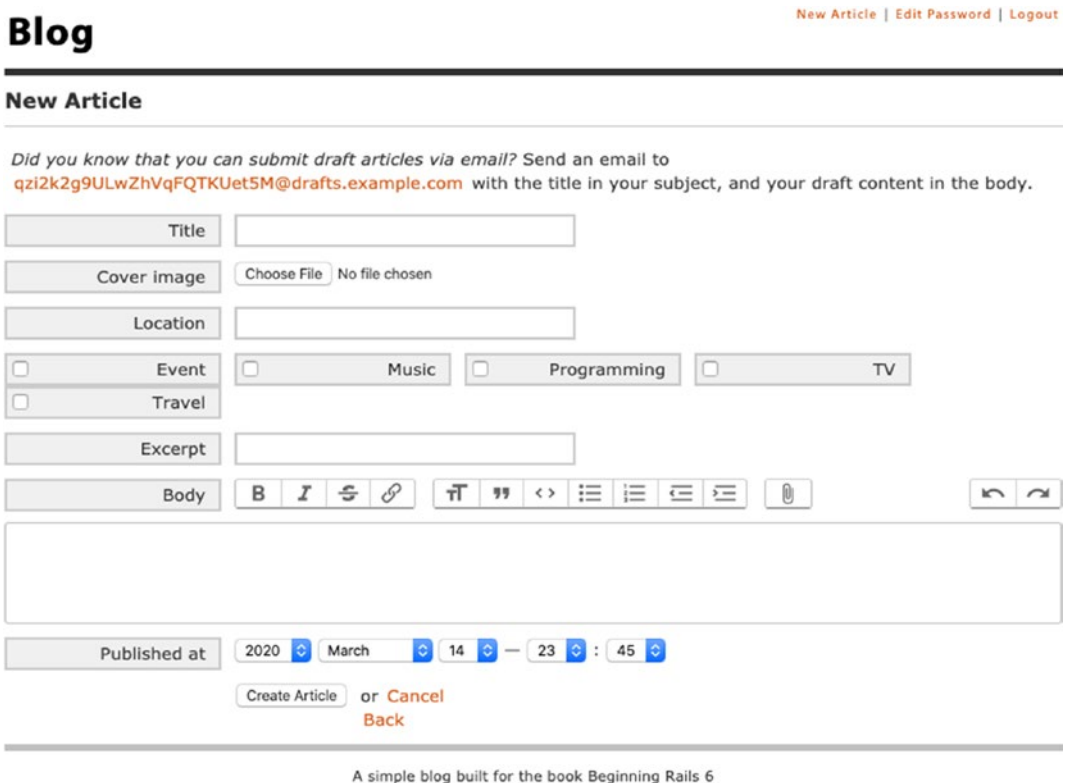 New Article | Edit Password | Logout
Blog
New Article
Did you know that you can submit draft articles via email? Send an email to
qzi2k2g9ULwZhVqFQTKUet5M@drafts.example.com with the title in your subject, and your draft content in the body.
Title
Cover image Choose File No file chosen
Location
Event Music Programming TV
Travel
Excerpt
Body B I S T ” <>
Published at 2020 March 14 — 23 : 45
Create Article or Cancel
Back
A simple blog built for the book Beginning Rails 6